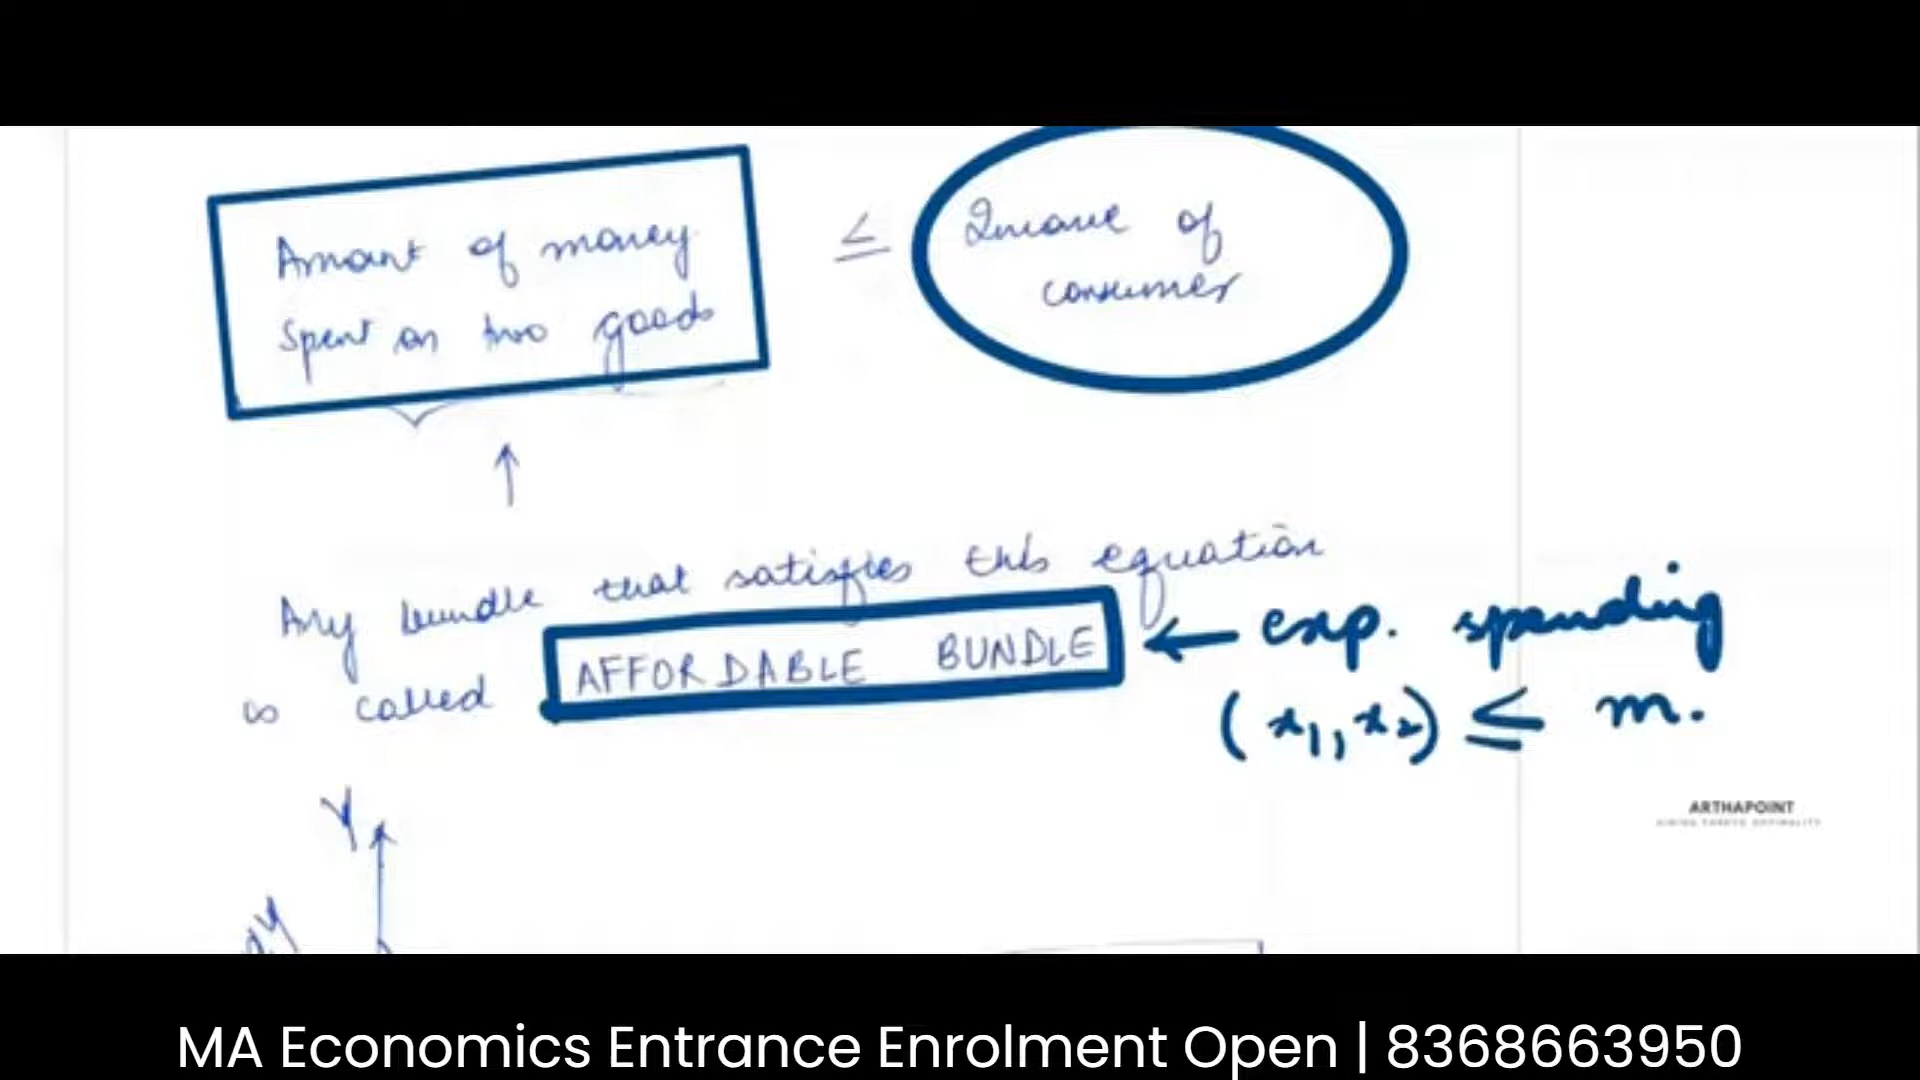 Amount of money
spent on two goods
≤
Income of
consumer
↑
Any bundle that satisfies this equation
is called AFFORDABLE BUNDLE
← exp. spending
(x₁, x₂) ≤ m.
Y
ARTHAPOINT
MA Economics Entrance Enrolment Open | 8368663950